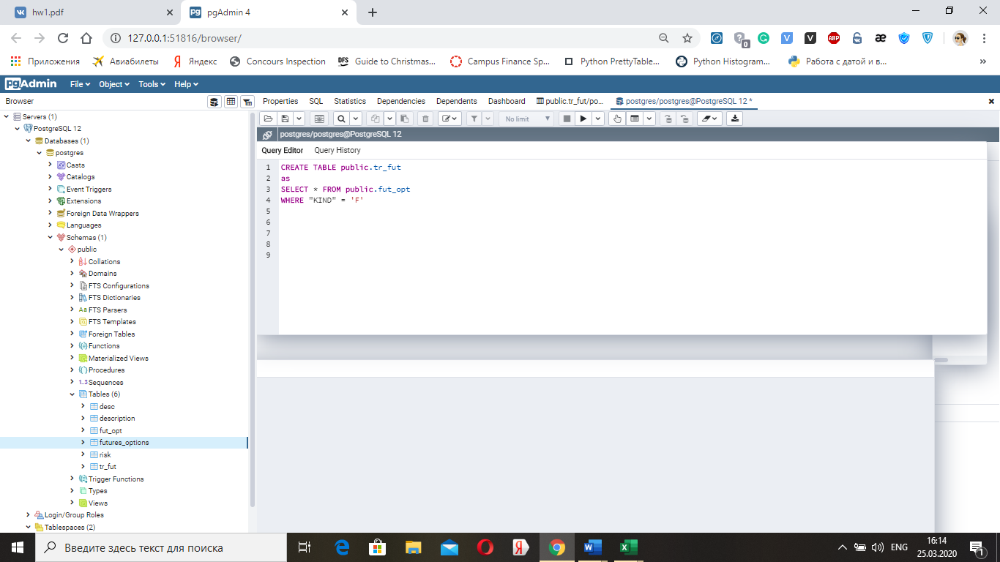 hw1.pdf
pgAdmin 4
127.0.0.1:51816/browser/
0
ABP
Приложения
Авиабилеты
Яндекс
Concours Inspection
DFS
Guide to Christmas...
Campus Finance Sp...
Python PrettyTable...
Python Histogram...
Работа с датой и в...
pgAdmin
File
Object
Tools
Help
Browser
Properties
SQL
Statistics
Dependencies
Dependents
Dashboard
public.tr_fut/po...
postgres/postgres@PostgreSQL 12 *
No limit
postgres/postgres@PostgreSQL 12
Query Editor
Query History
1 CREATE TABLE public.tr_fut
2 as
3 SELECT * FROM public.fut_opt
4 WHERE "KIND" = 'F'
5
6
7
8
9
Servers (1)
PostgreSQL 12
Databases (1)
postgres
Casts
Catalogs
Event Triggers
Extensions
Foreign Data Wrappers
Languages
Schemas (1)
public
Collations
Domains
FTS Configurations
FTS Dictionaries
Aa FTS Parsers
FTS Templates
Foreign Tables
Functions
Materialized Views
Procedures
1..3 Sequences
Tables (6)
desc
description
fut_opt
futures_options
risk
tr_fut
Trigger Functions
Types
Views
Login/Group Roles
Tablespaces (2)
Введите здесь текст для поиска
ENG
16:14
25.03.2020
1